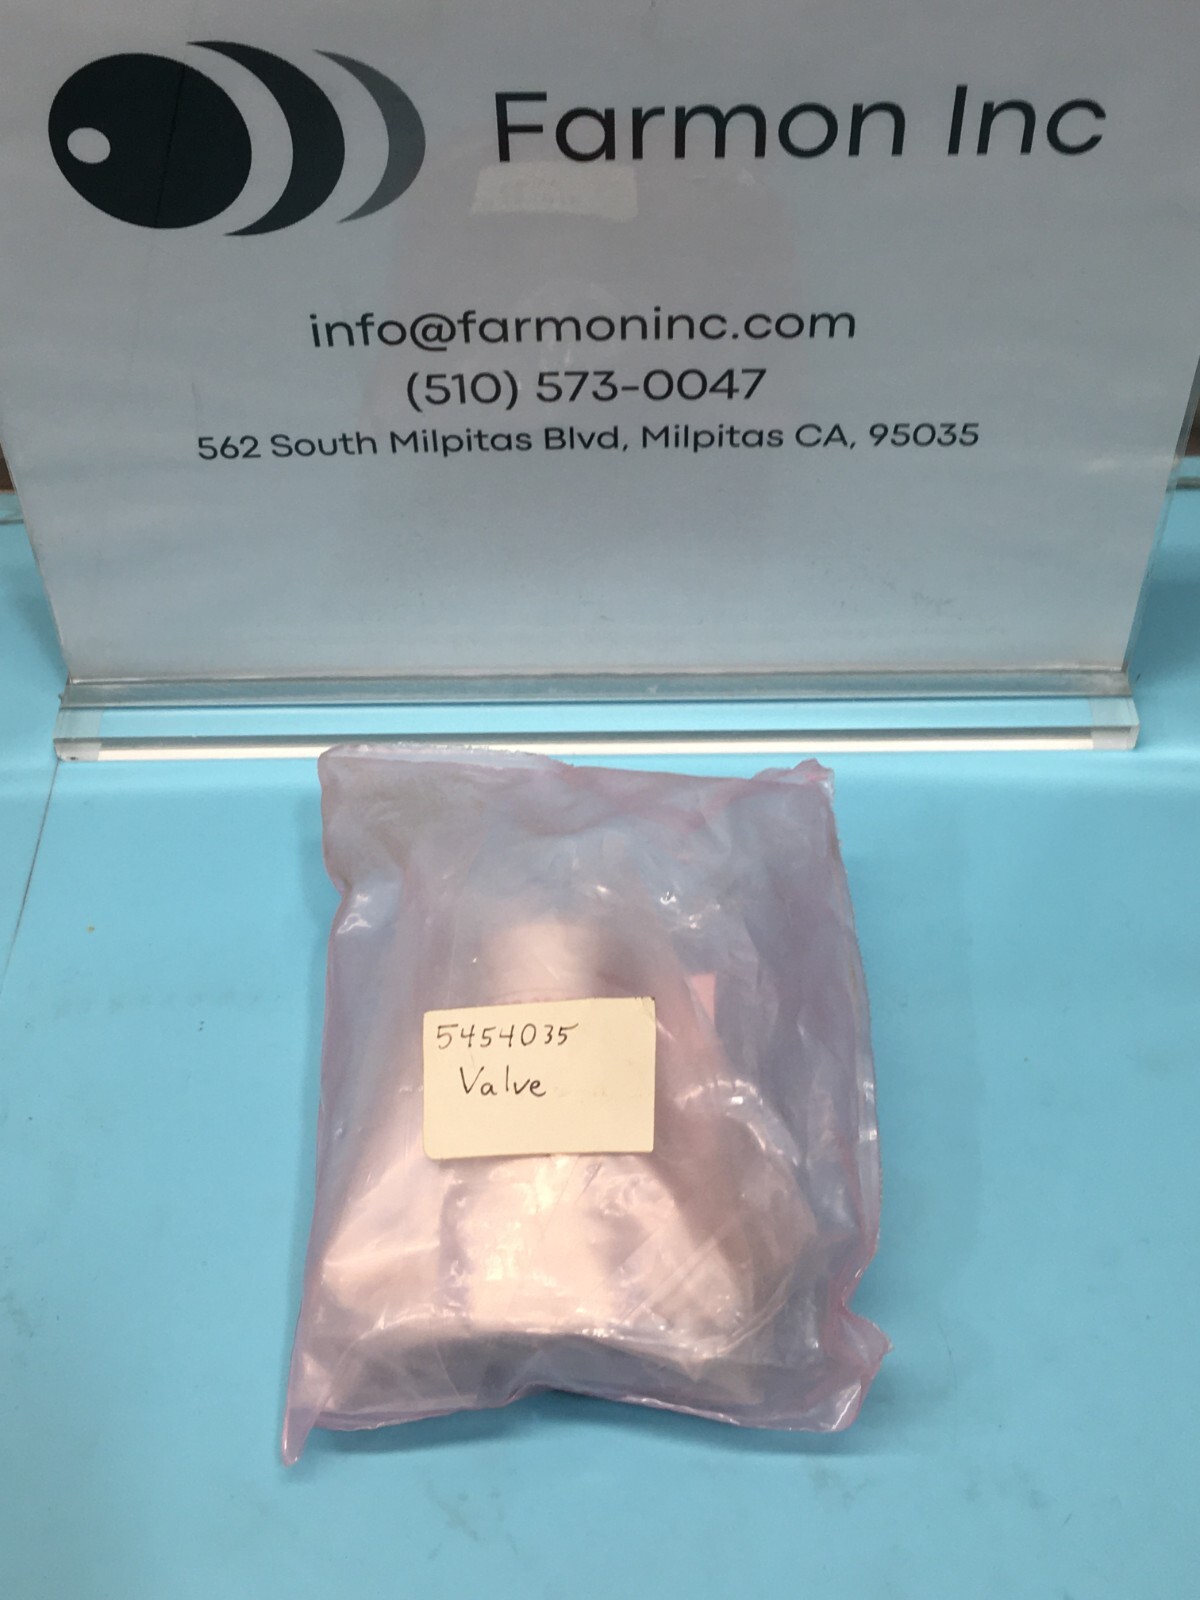 Farmon Inc
info@farmoninc.com
(510) 573-0047
562 South Milpitas Blvd, Milpitas CA, 95035
5454035
Valve